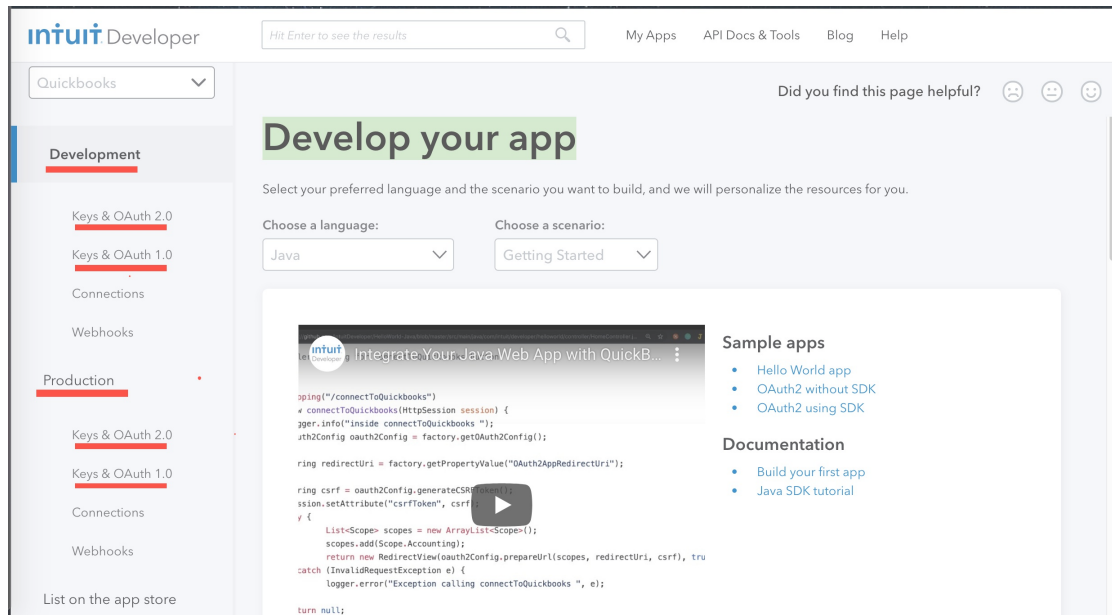 ıntuıt Developer
Hit Enter to see the results
My Apps API Docs & Tools Blog Help
Quickbooks
Did you find this page helpful?
Development
Keys & OAuth 2.0
Keys & OAuth 1.0
Connections
Webhooks
Production
Keys & OAuth 2.0
Keys & OAuth 1.0
Connections
Webhooks
List on the app store
Develop your app
Select your preferred language and the scenario you want to build, and we will personalize the resources for you.
Choose a language: Choose a scenario:
Java Getting Started
ıntuıt Developer
Integrate Your Java Web App with QuickB...
pping("/connectToQuickbooks")
w connectToQuickbooks(HttpSession session) {
gger.info("inside connectToQuickbooks ");
uth2Config oauth2Config = factory.getOAuth2Config();
ring redirectUri = factory.getPropertyValue("OAuth2AppRedirectUri");
ring csrf = oauth2Config.generateCSRFToken();
ssion.setAttribute("csrfToken", csrf);
y {
List<Scope> scopes = new ArrayList<Scope>();
scopes.add(Scope.Accounting);
return new RedirectView(oauth2Config.prepareUrl(scopes, redirectUri, csrf), tru
catch (InvalidRequestException e) {
logger.error("Exception calling connectToQuickbooks ", e);
turn null;
Sample apps
Hello World app
OAuth2 without SDK
OAuth2 using SDK
Documentation
Build your first app
Java SDK tutorial